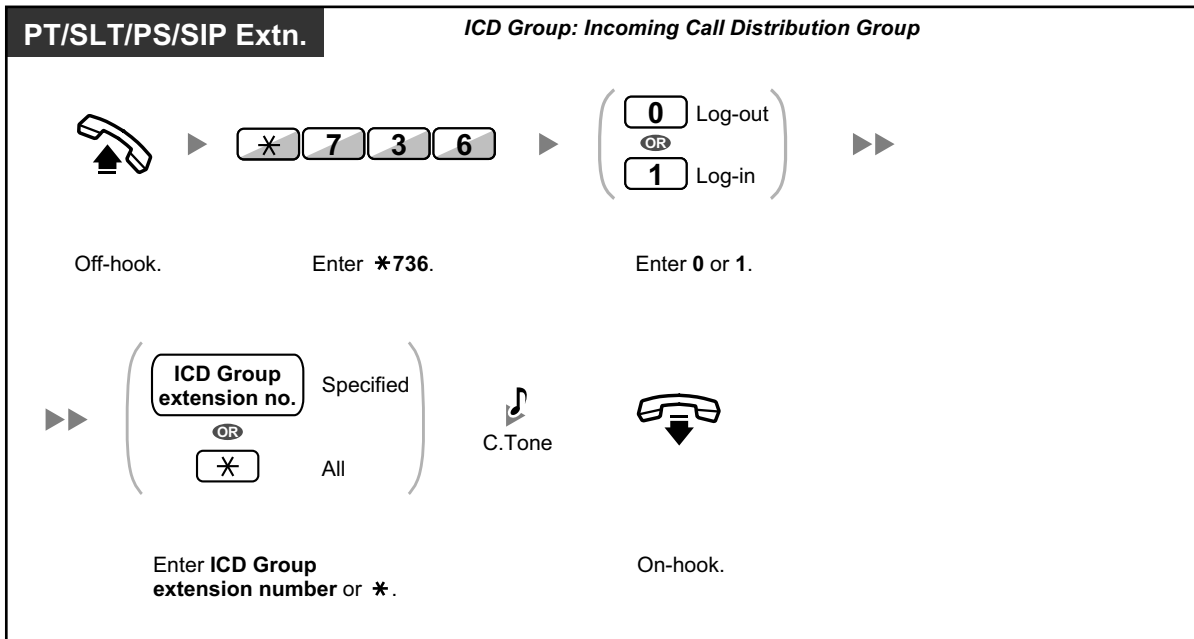 PT/SLT/PS/SIP Extn.
ICD Group: Incoming Call Distribution Group
* 7 3 6
0 Log-out
OR
1 Log-in
Off-hook.
Enter *736.
Enter 0 or 1.
ICD Group
extension no.
Specified
OR
* All
C.Tone
Enter ICD Group
extension number or *.
On-hook.